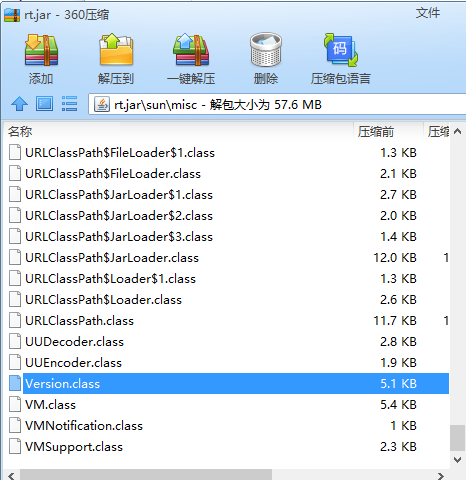 rt.jar - 360压缩 文件
添加 解压到 一键解压 删除 压缩包语言
码
rt.jar\sun\misc - 解包大小为 57.6 MB
名称 压缩前 压缩
URLClassPath$FileLoader$1.class 1.3 KB
URLClassPath$FileLoader.class 2.1 KB
URLClassPath$JarLoader$1.class 2.7 KB
URLClassPath$JarLoader$2.class 2.0 KB
URLClassPath$JarLoader$3.class 1.4 KB
URLClassPath$JarLoader.class 12.0 KB 1
URLClassPath$Loader$1.class 1.3 KB
URLClassPath$Loader.class 2.6 KB
URLClassPath.class 11.7 KB 1
UUDecoder.class 2.8 KB
UUEncoder.class 1.9 KB
Version.class 5.1 KB
VM.class 5.4 KB
VMNotification.class 1 KB
VMSupport.class 2.3 KB